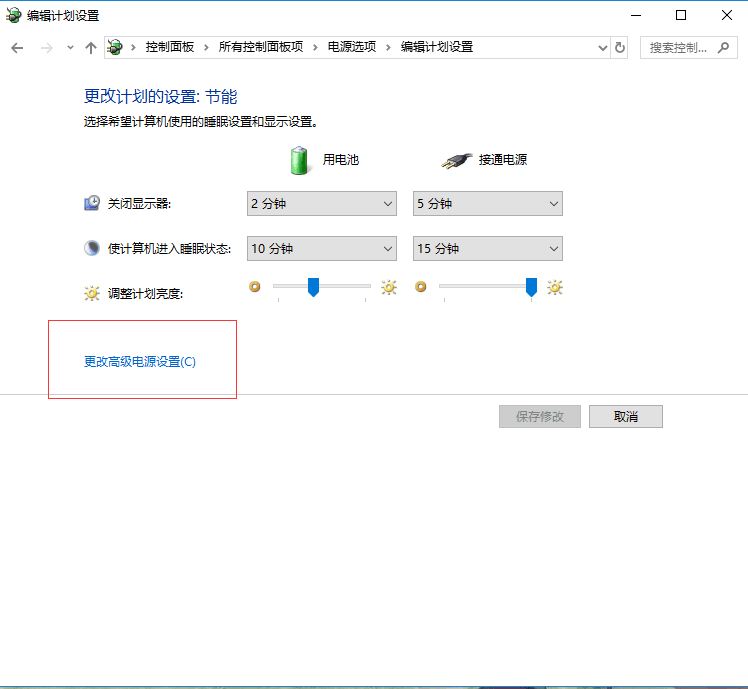 编辑计划设置
控制面板 所有控制面板项 电源选项 编辑计划设置 搜索控制...
更改计划的设置: 节能
选择希望计算机使用的睡眠设置和显示设置。
用电池 接通电源
关闭显示器: 2 分钟 5 分钟
使计算机进入睡眠状态: 10 分钟 15 分钟
调整计划亮度:
更改高级电源设置(C)
保存修改 取消